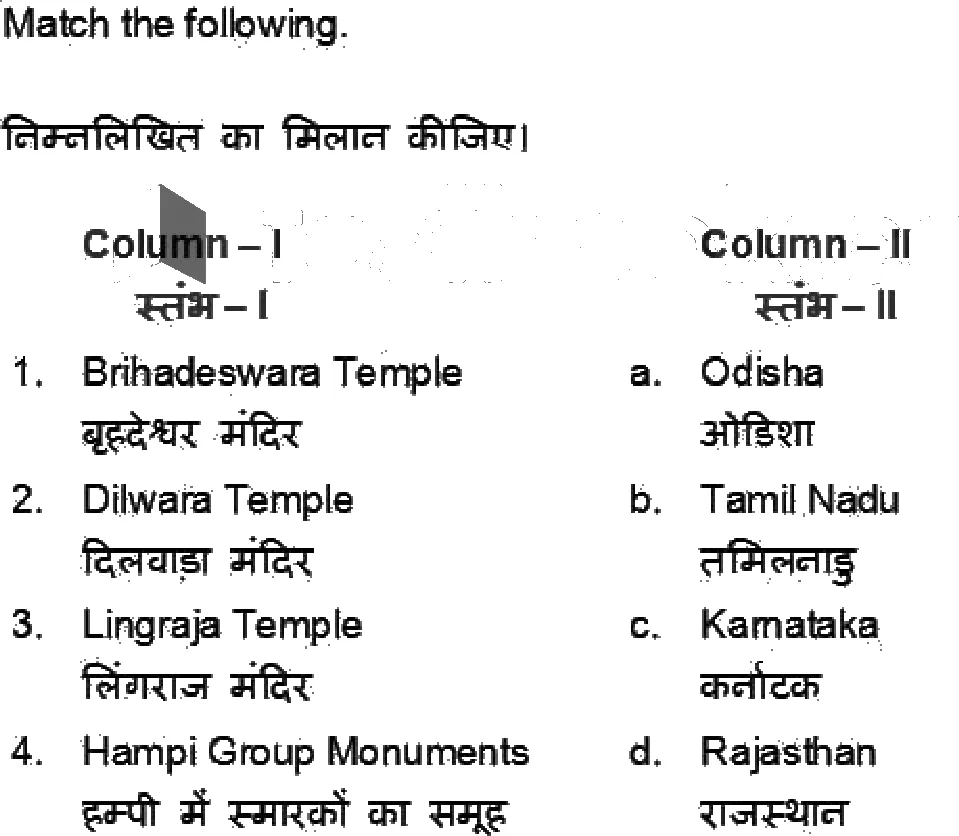 Match the following.
निम्नलिखित का मिलान कीजिए।
Column – I Column – II
स्तंभ – I स्तंभ – II
1. Brihadeswara Temple a. Odisha
बृहदेश्वर मंदिर ओडिशा
2. Dilwara Temple b. Tamil Nadu
दिलवाड़ा मंदिर तमिलनाडु
3. Lingraja Temple c. Karnataka
लिंगराज मंदिर कर्नाटक
4. Hampi Group Monuments d. Rajasthan
हम्पी में स्मारकों का समूह राजस्थान